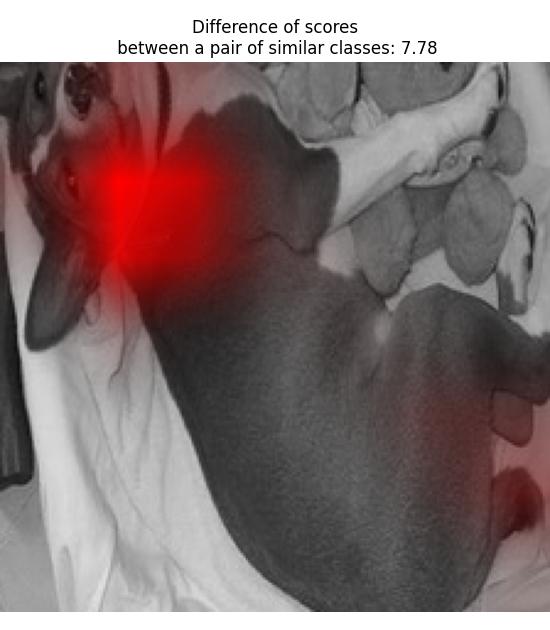 Difference of scores
between a pair of similar classes: 7.78